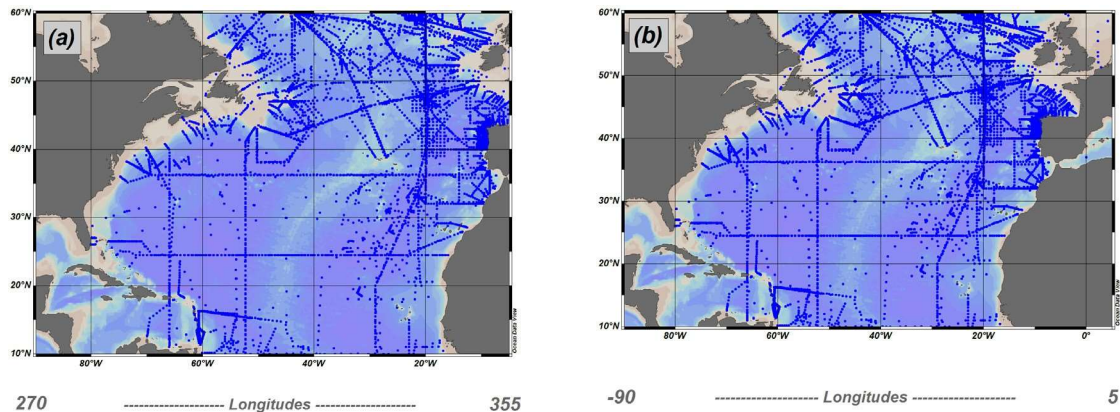 (a)
60°N
50°N
40°N
30°N
20°N
10°N
80°W
60°W
40°W
20°W
Ocean Data View
270 -------------------- Longitudes -------------------- 355
(b)
60°N
50°N
40°N
30°N
20°N
10°N
80°W
60°W
40°W
20°W
0°
Ocean Data View
-90 -------------------- Longitudes -------------------- 5